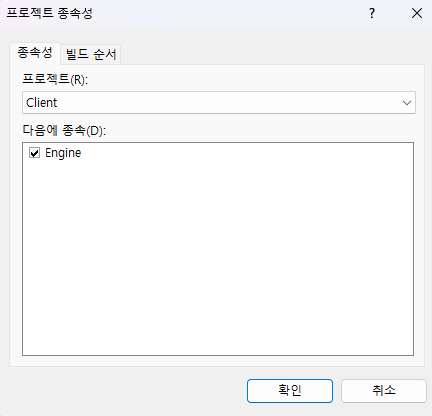 프로젝트 종속성
?
종속성
빌드 순서
프로젝트(R):
Client
다음에 종속(D):
Engine
확인
취소